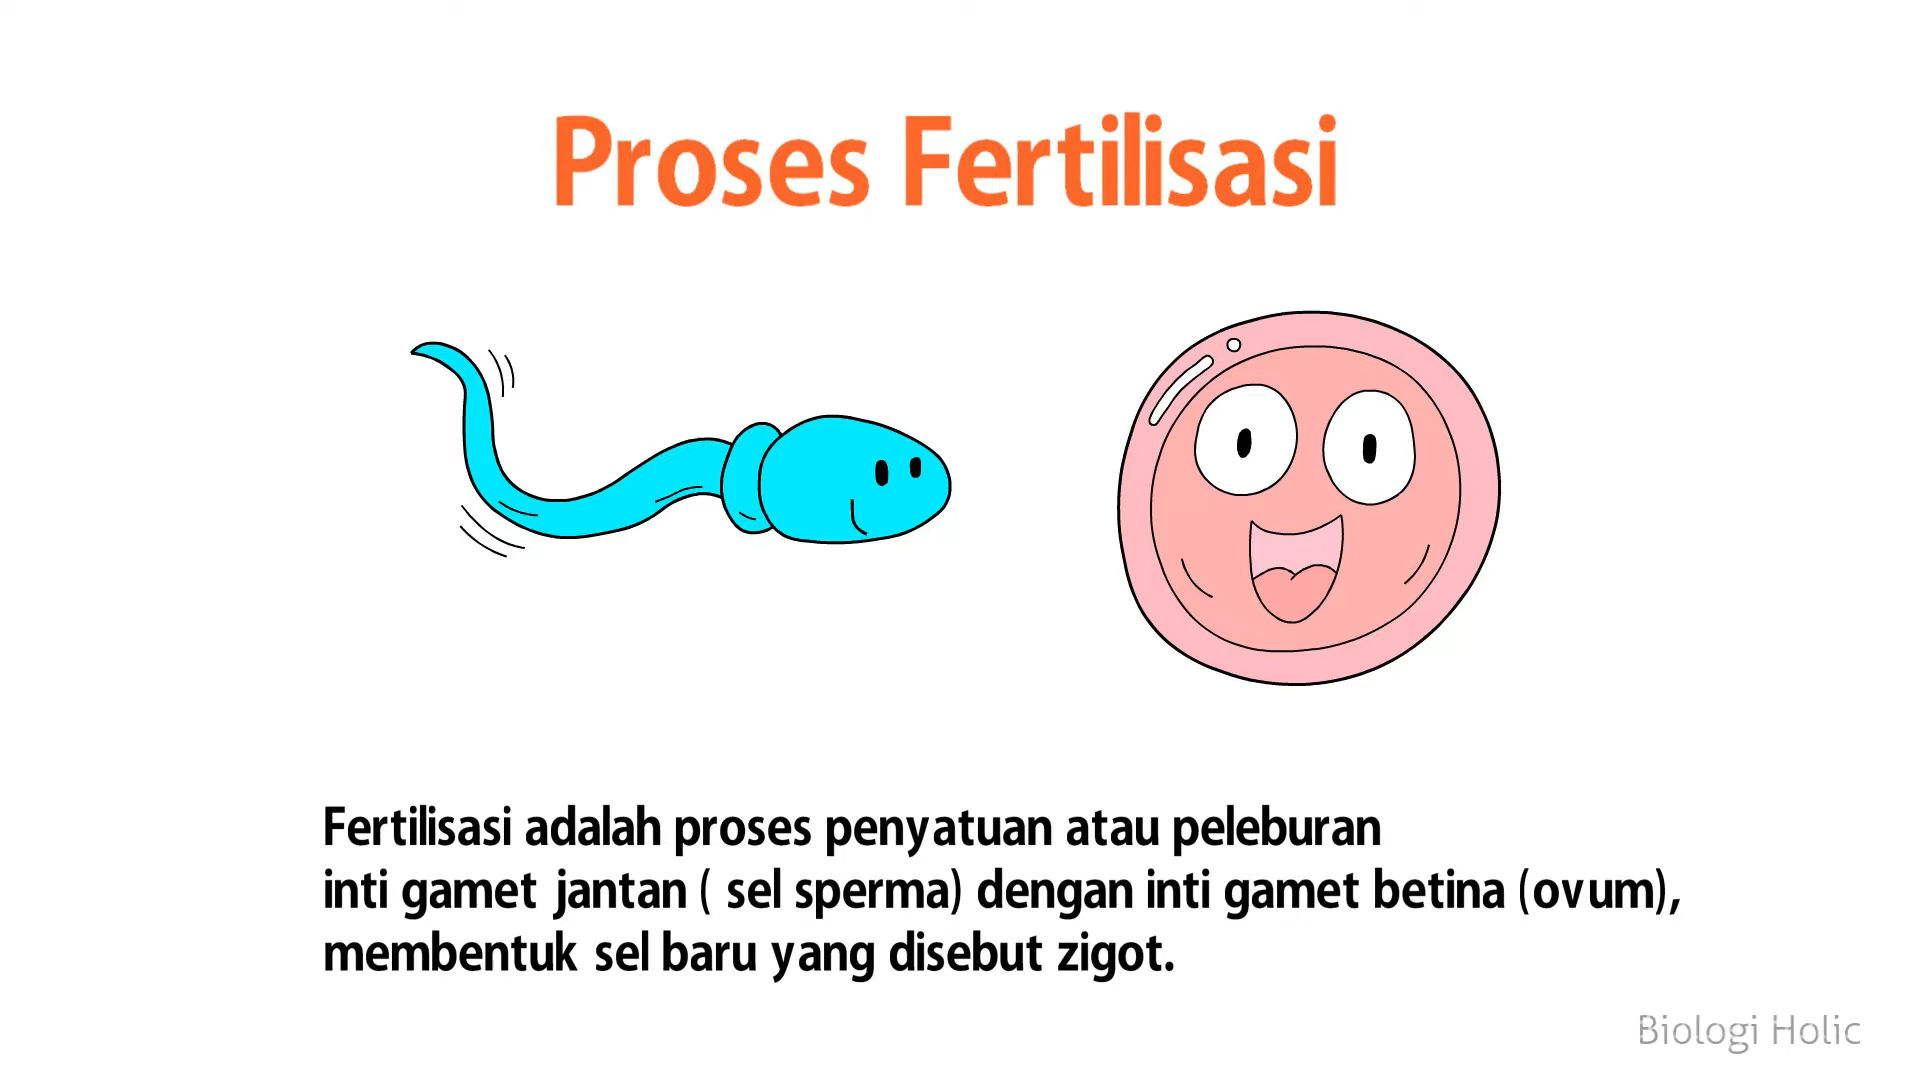 Proses Fertilisasi
Fertilisasi adalah proses penyatuan atau peleburan
inti gamet jantan ( sel sperma) dengan inti gamet betina (ovum),
membentuk sel baru yang disebut zigot.
Biologi Holic